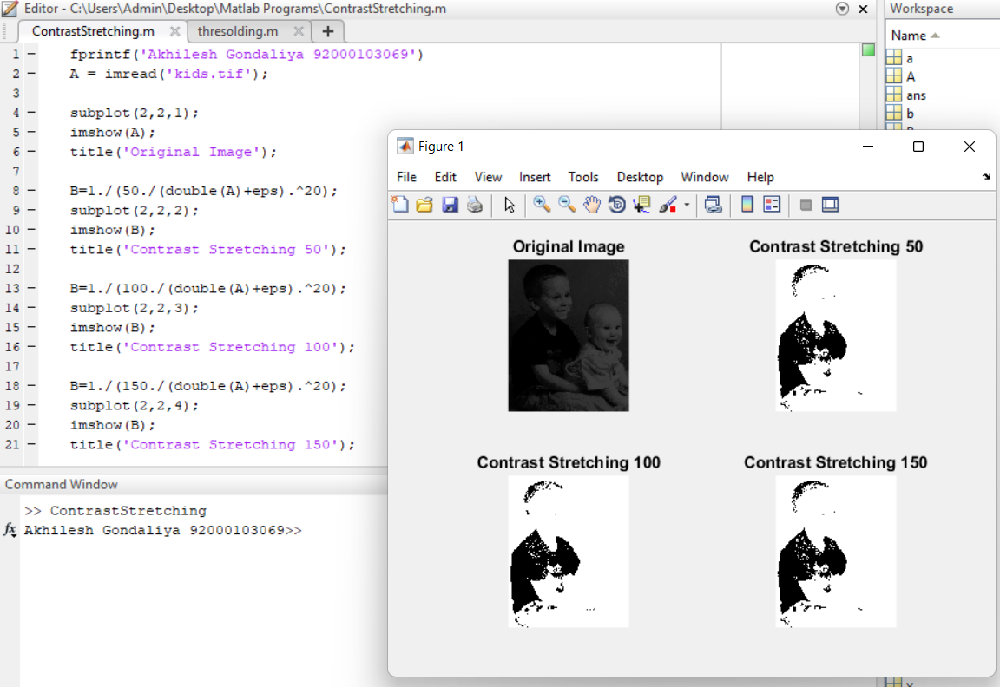 Editor - C:\Users\Admin\Desktop\Matlab Programs\ContrastStretching.m
ContrastStretching.m thresolding.m
1 fprintf('Akhilesh Gondaliya 92000103069')
2 A = imread('kids.tif');
3
4 subplot(2,2,1);
5 imshow(A);
6 title('Original Image');
7
8 B=1./(50./(double(A)+eps).^20);
9 subplot(2,2,2);
10 imshow(B);
11 title('Contrast Stretching 50');
12
13 B=1./(100./(double(A)+eps).^20);
14 subplot(2,2,3);
15 imshow(B);
16 title('Contrast Stretching 100');
17
18 B=1./(150./(double(A)+eps).^20);
19 subplot(2,2,4);
20 imshow(B);
21 title('Contrast Stretching 150');
Command Window
>> ContrastStretching
fx Akhilesh Gondaliya 92000103069>>
Workspace
Name
a
A
ans
b
Figure 1
File Edit View Insert Tools Desktop Window Help
Original Image
Contrast Stretching 50
Contrast Stretching 100
Contrast Stretching 150